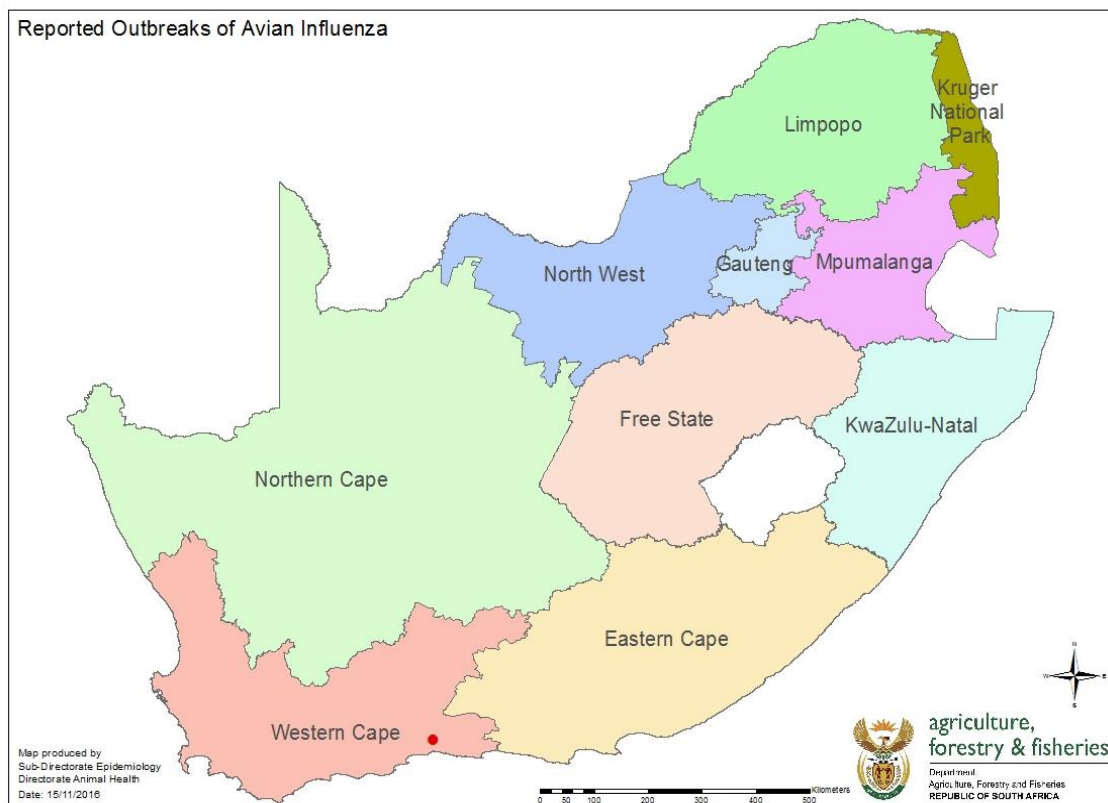 Reported Outbreaks of Avian Influenza
Kruger
National
Park
Limpopo
North West
Gauteng
Mpumalanga
Free State
KwaZulu-Natal
Northern Cape
Eastern Cape
Western Cape
N
W
E
S
Map produced by
Sub-Directorate Epidemiology
Directorate Animal Health
Date: 15/11/2016
0 50 100 200 300 400 500
Kilometers
agriculture,
forestry & fisheries
Department:
Agriculture, Forestry and Fisheries
REPUBLIC OF SOUTH AFRICA